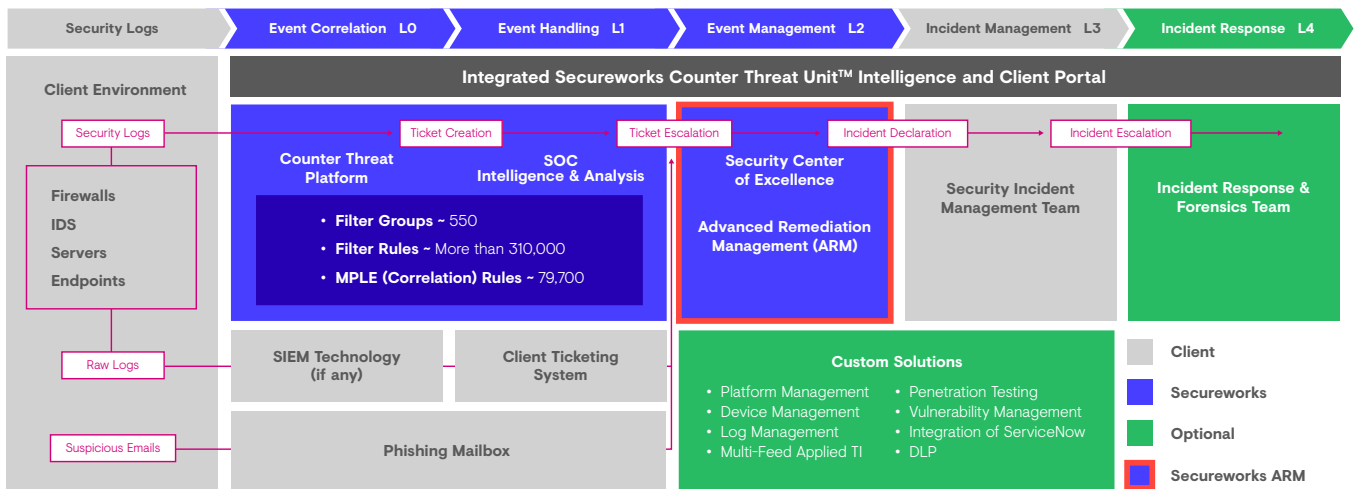 Security Logs
Event Correlation L0
Event Handling L1
Event Management L2
Incident Management L3
Incident Response L4
Integrated Secureworks Counter Threat Unit™ Intelligence and Client Portal
Client Environment
Security Logs
Firewalls
IDS
Servers
Endpoints
Raw Logs
Suspicious Emails
Ticket Creation
Ticket Escalation
Incident Declaration
Incident Escalation
Counter Threat
Platform
SOC
Intelligence & Analysis
• Filter Groups ~ 550
• Filter Rules ~ More than 310,000
• MPLE (Correlation) Rules ~ 79,700
Security Center
of Excellence
Advanced Remediation
Management (ARM)
Security Incident
Management Team
Incident Response &
Forensics Team
SIEM Technology
(if any)
Client Ticketing
System
Phishing Mailbox
Custom Solutions
• Platform Management
• Device Management
• Log Management
• Multi-Feed Applied TI
• Penetration Testing
• Vulnerability Management
• Integration of ServiceNow
• DLP
Client
Secureworks
Optional
Secureworks ARM